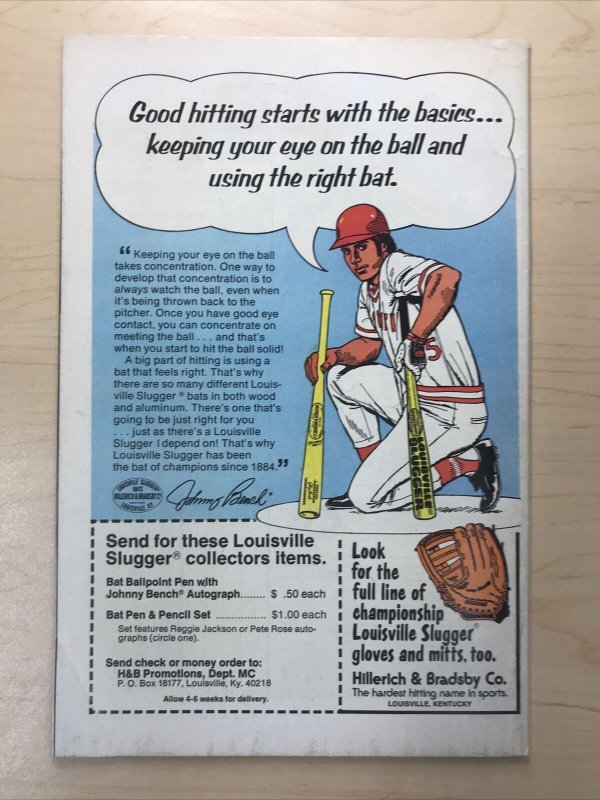 Good hitting starts with the basics...
keeping your eye on the ball and
using the right bat.
“Keeping your eye on the ball
takes concentration. One way to
develop that concentration is to
always watch the ball, even when
it's being thrown back to the
pitcher. Once you have good eye
contact, you can concentrate on
meeting the ball . . . and that's
when you start to hit the ball solid!
A big part of hitting is using a
bat that feels right. That's why
there are so many different Louis-
ville Slugger® bats in both wood
and aluminum. There's one that's
going to be just right for you
. . . just as there's a Louisville
Slugger I depend on! That's why
Louisville Slugger has been
the bat of champions since 1884.”
LOUISVILLE SLUGGER
BATS
HILLERICH & BRADSBY Co
LOUISVILLE, KY.
Johnny Bench®
5
LOUISVILLE
SLUGGER
Send for these Louisville
Slugger® collectors items.
Bat Ballpoint Pen with
Johnny Bench® Autograph........ $ .50 each
Bat Pen & Pencil Set ................ $1.00 each
Set features Reggie Jackson or Pete Rose auto-
graphs (circle one).
Send check or money order to:
H&B Promotions, Dept. MC
P. O. Box 18177, Louisville, Ky. 40218
Allow 4-6 weeks for delivery.
Look
for the
full line of
championship
Louisville Slugger®
gloves and mitts, too.
Hillerich & Bradsby Co.
The hardest hitting name in sports.
LOUISVILLE, KENTUCKY